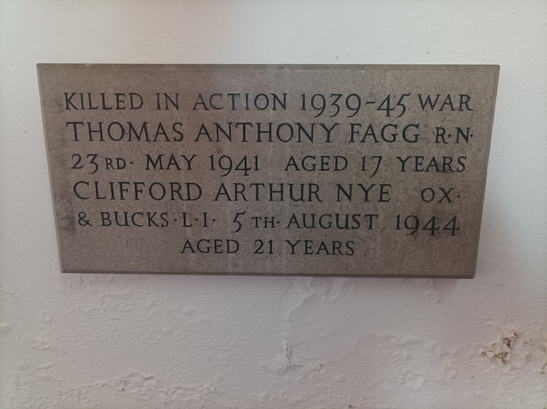 KILLED IN ACTION 1939-45 WAR
THOMAS ANTHONY FAGG R·N·
23RD· MAY 1941 AGED 17 YEARS
CLIFFORD ARTHUR NYE OX·
& BUCKS·L·I· 5TH· AUGUST 1944
AGED 21 YEARS